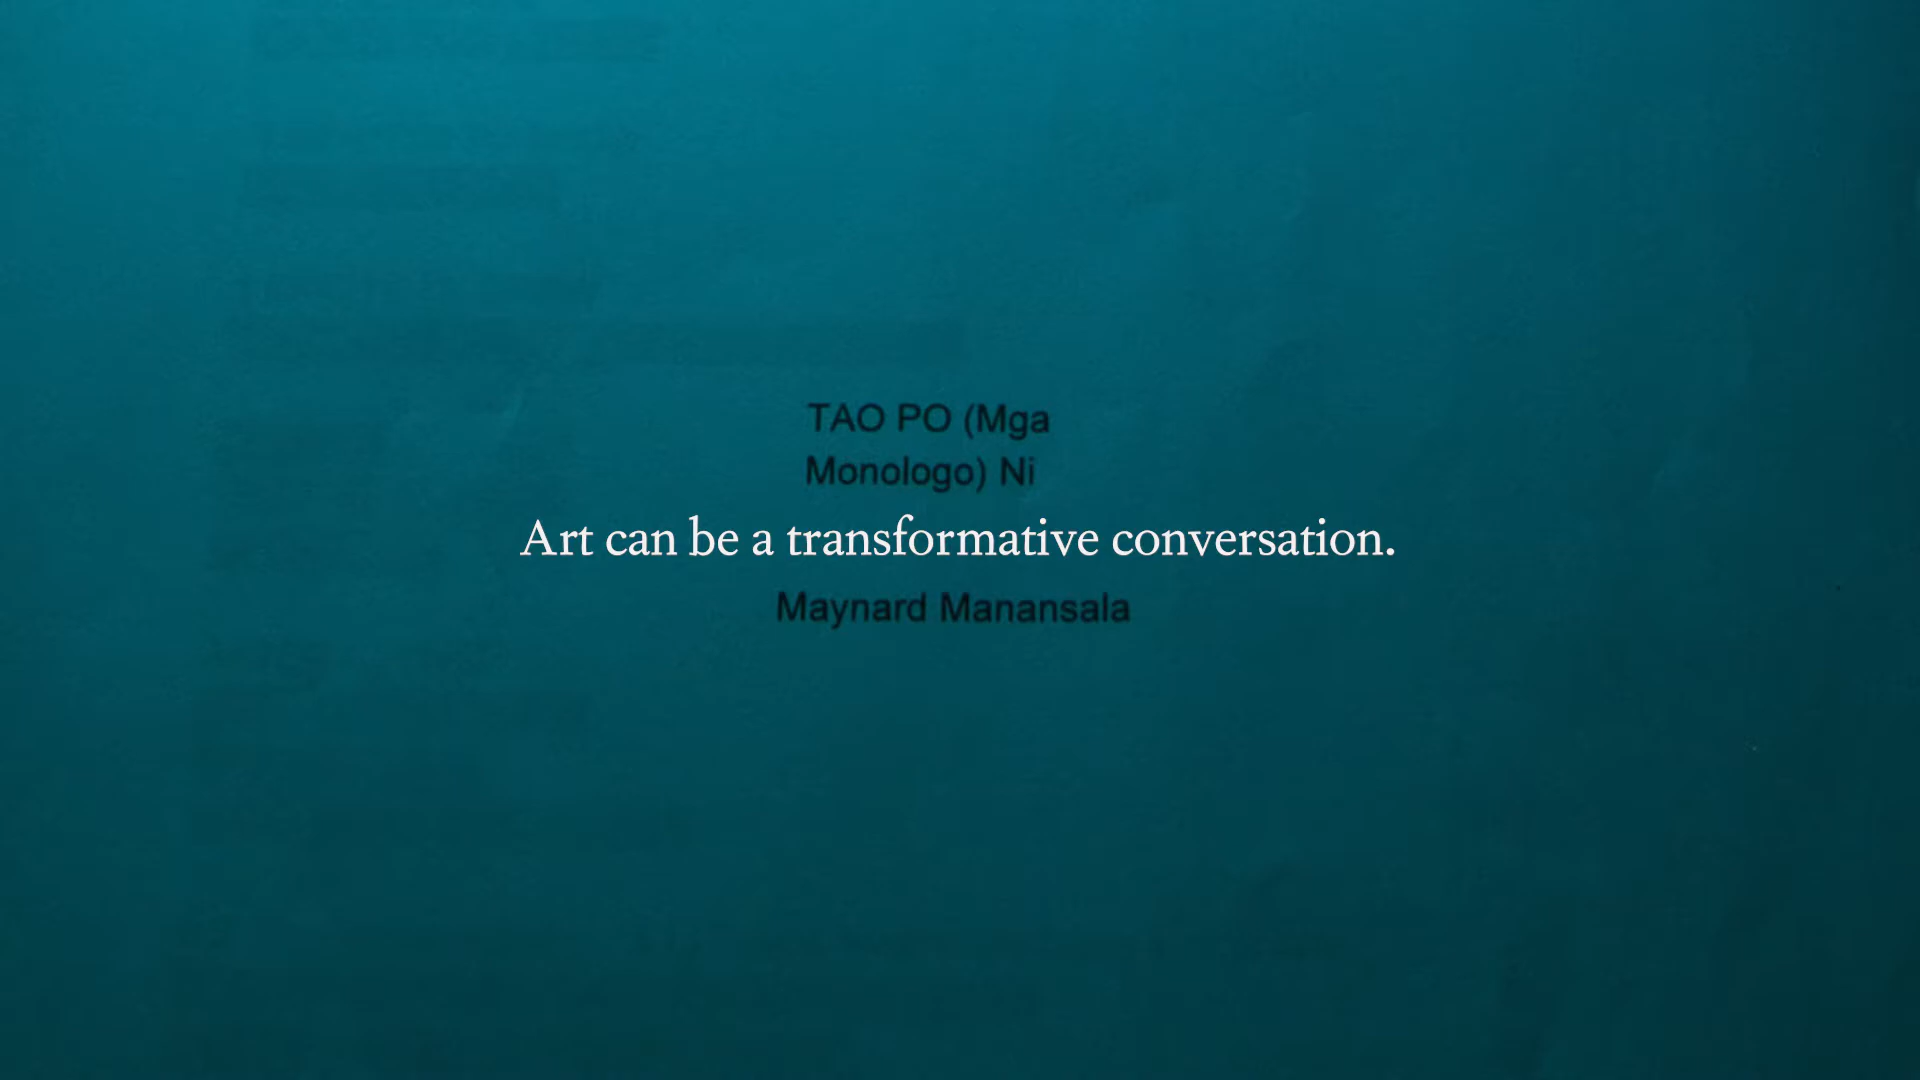 TAO PO (Mga
Monologo) Ni
Art can be a transformative conversation.
Maynard Manansala